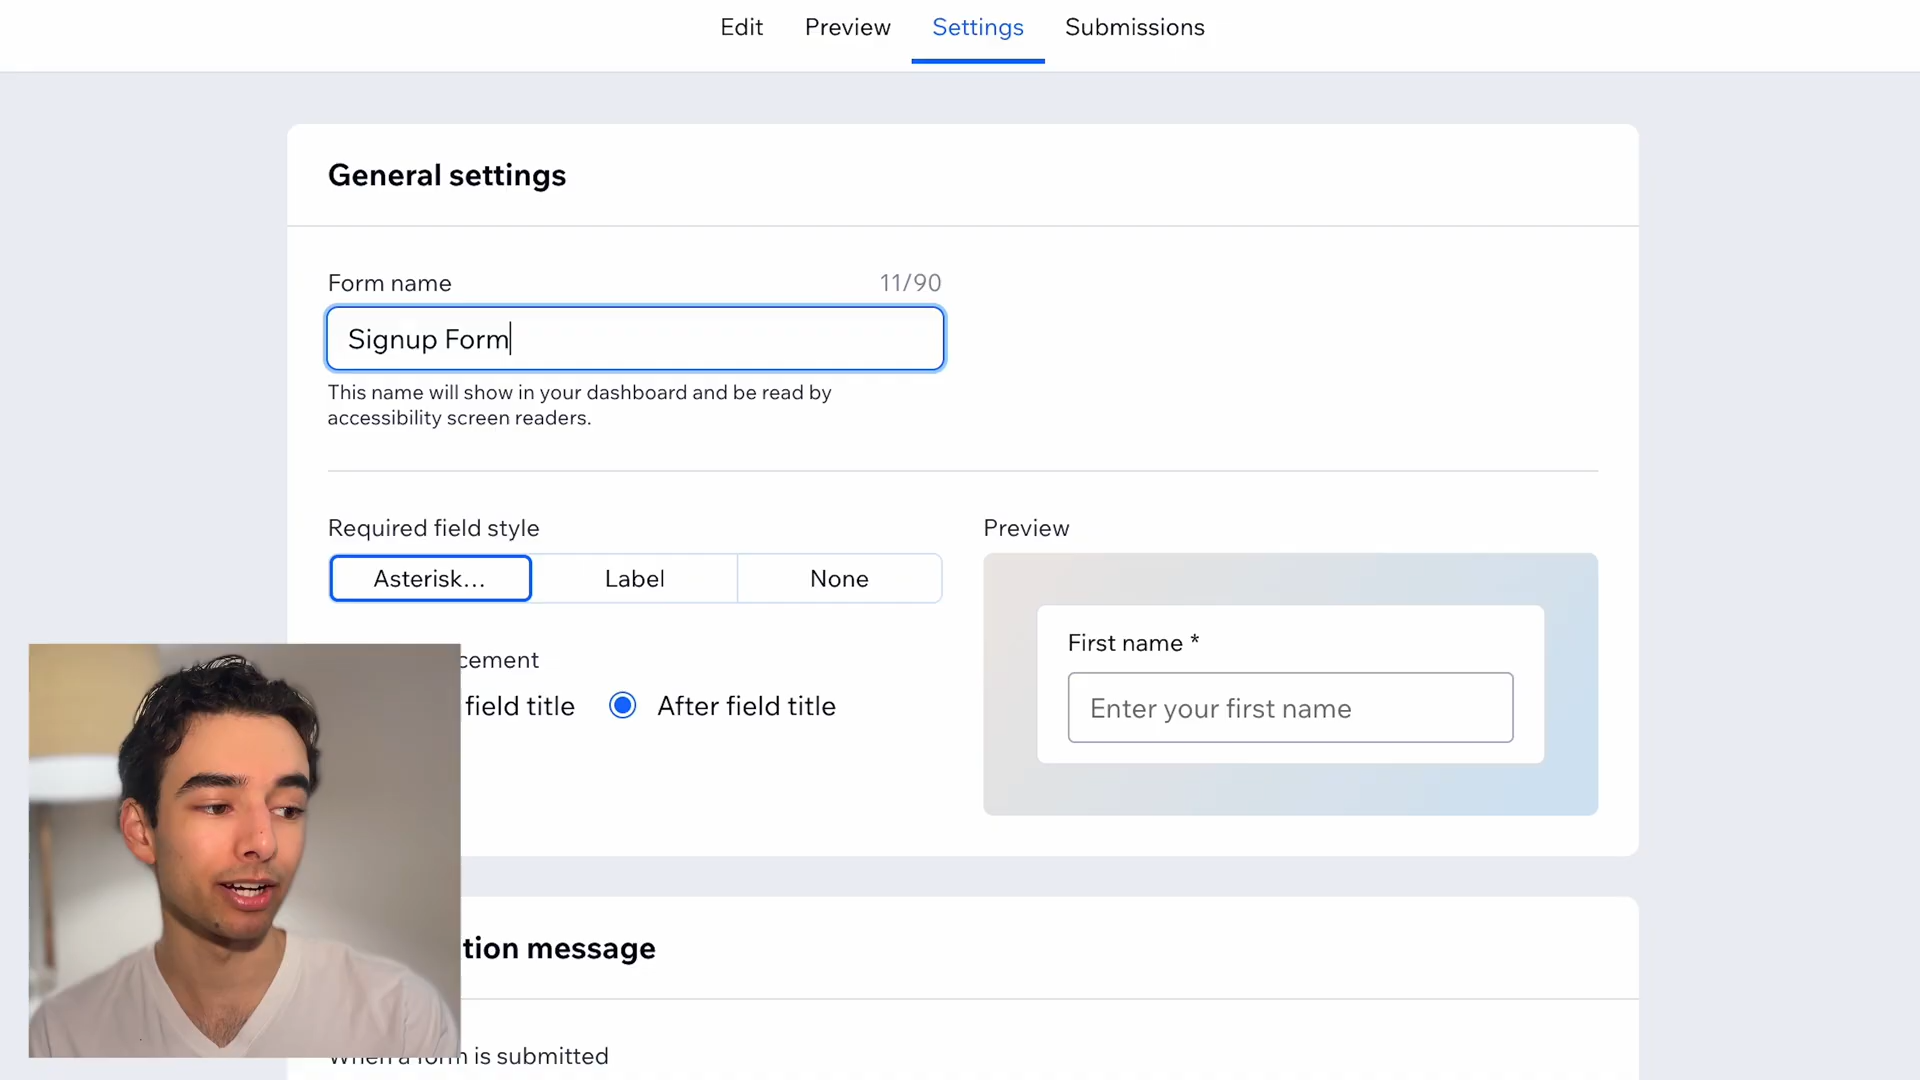 Edit Preview Settings Submissions
General settings
Form name 11/90
Signup Form
This name will show in your dashboard and be read by
accessibility screen readers.
Required field style
Asterisk... Label None
Preview
First name *
Enter your first name
cement
field title After field title
tion message
When a form is submitted